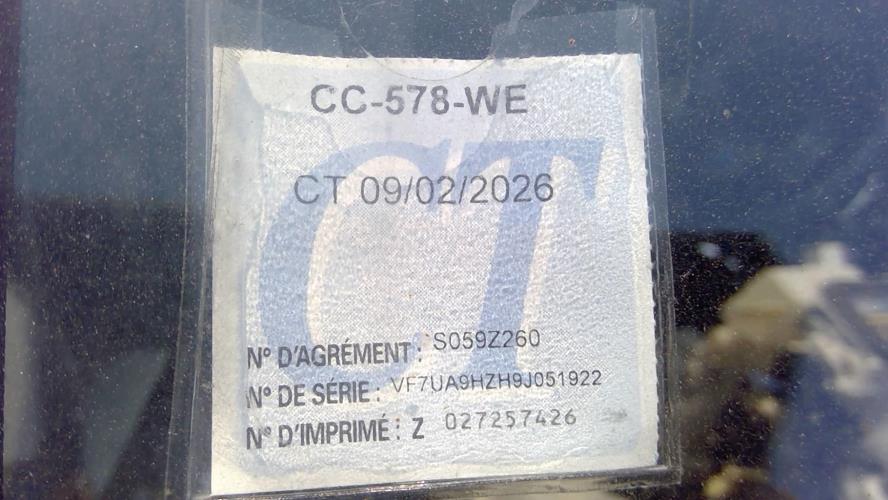 CC-578-WE
CT 09/02/2026
CT
N° D'AGRÉMENT : S059Z260
N° DE SÉRIE : VF7UA9HZH9J051922
N° D'IMPRIMÉ : Z 027257426